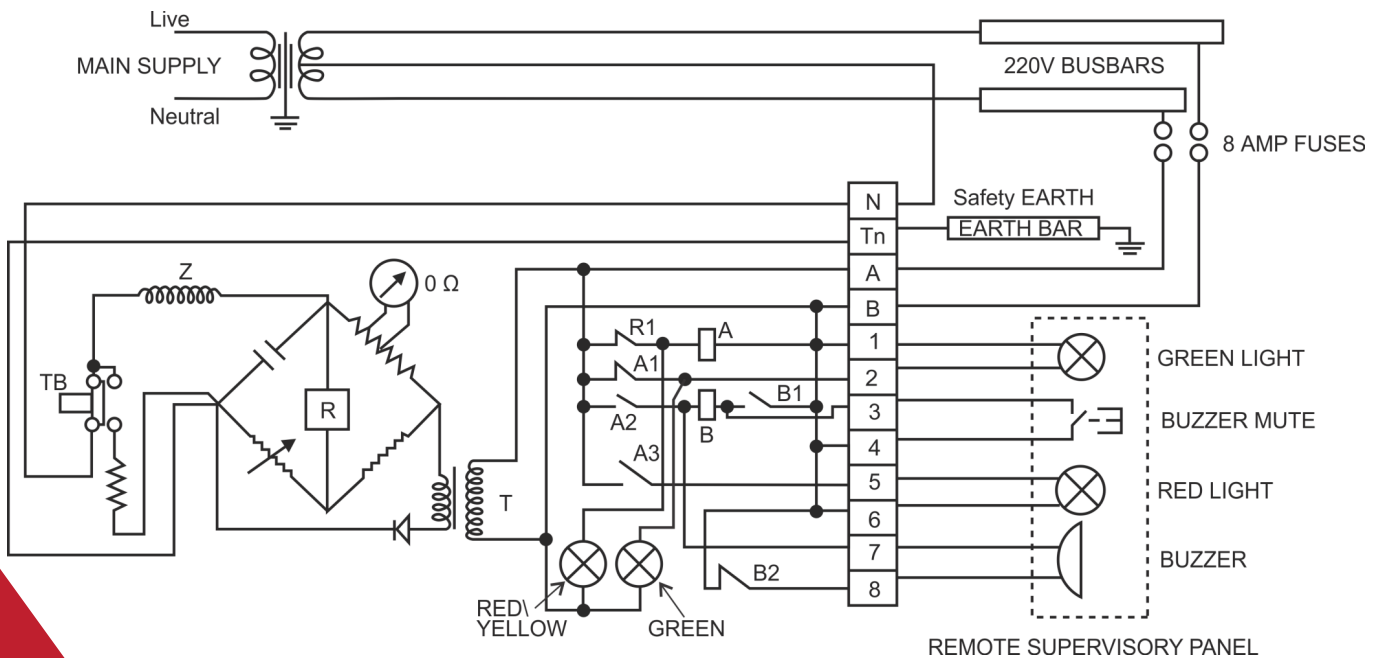 Live
MAIN SUPPLY
Neutral
220V BUSBARS
8 AMP FUSES
N
Tn
A
B
1
2
3
4
5
6
7
8
Safety EARTH
EARTH BAR
Z
0 Ω
TB
R
T
R1
A
A1
B1
A2
B
A3
B2
RED\
YELLOW
GREEN
GREEN LIGHT
BUZZER MUTE
RED LIGHT
BUZZER
REMOTE SUPERVISORY PANEL